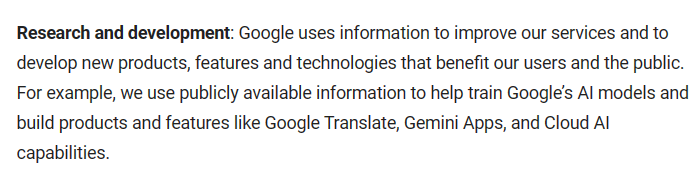 Research and development: Google uses information to improve our services and to
develop new products, features and technologies that benefit our users and the public.
For example, we use publicly available information to help train Google’s AI models and
build products and features like Google Translate, Gemini Apps, and Cloud AI
capabilities.